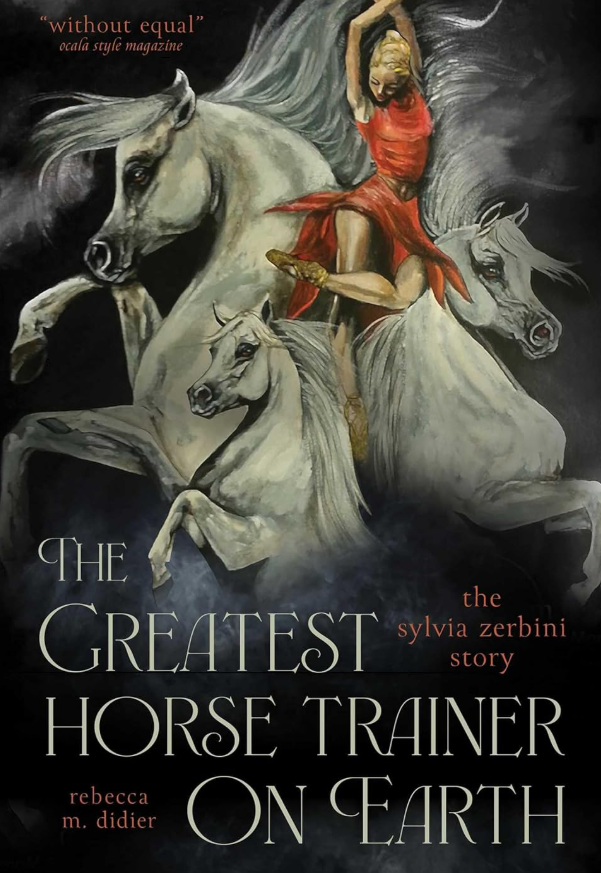 “without equal”
ocala style magazine
The
Greatest
the
sylvia zerbini
story
Horse Trainer
rebecca
m. didier
On Earth